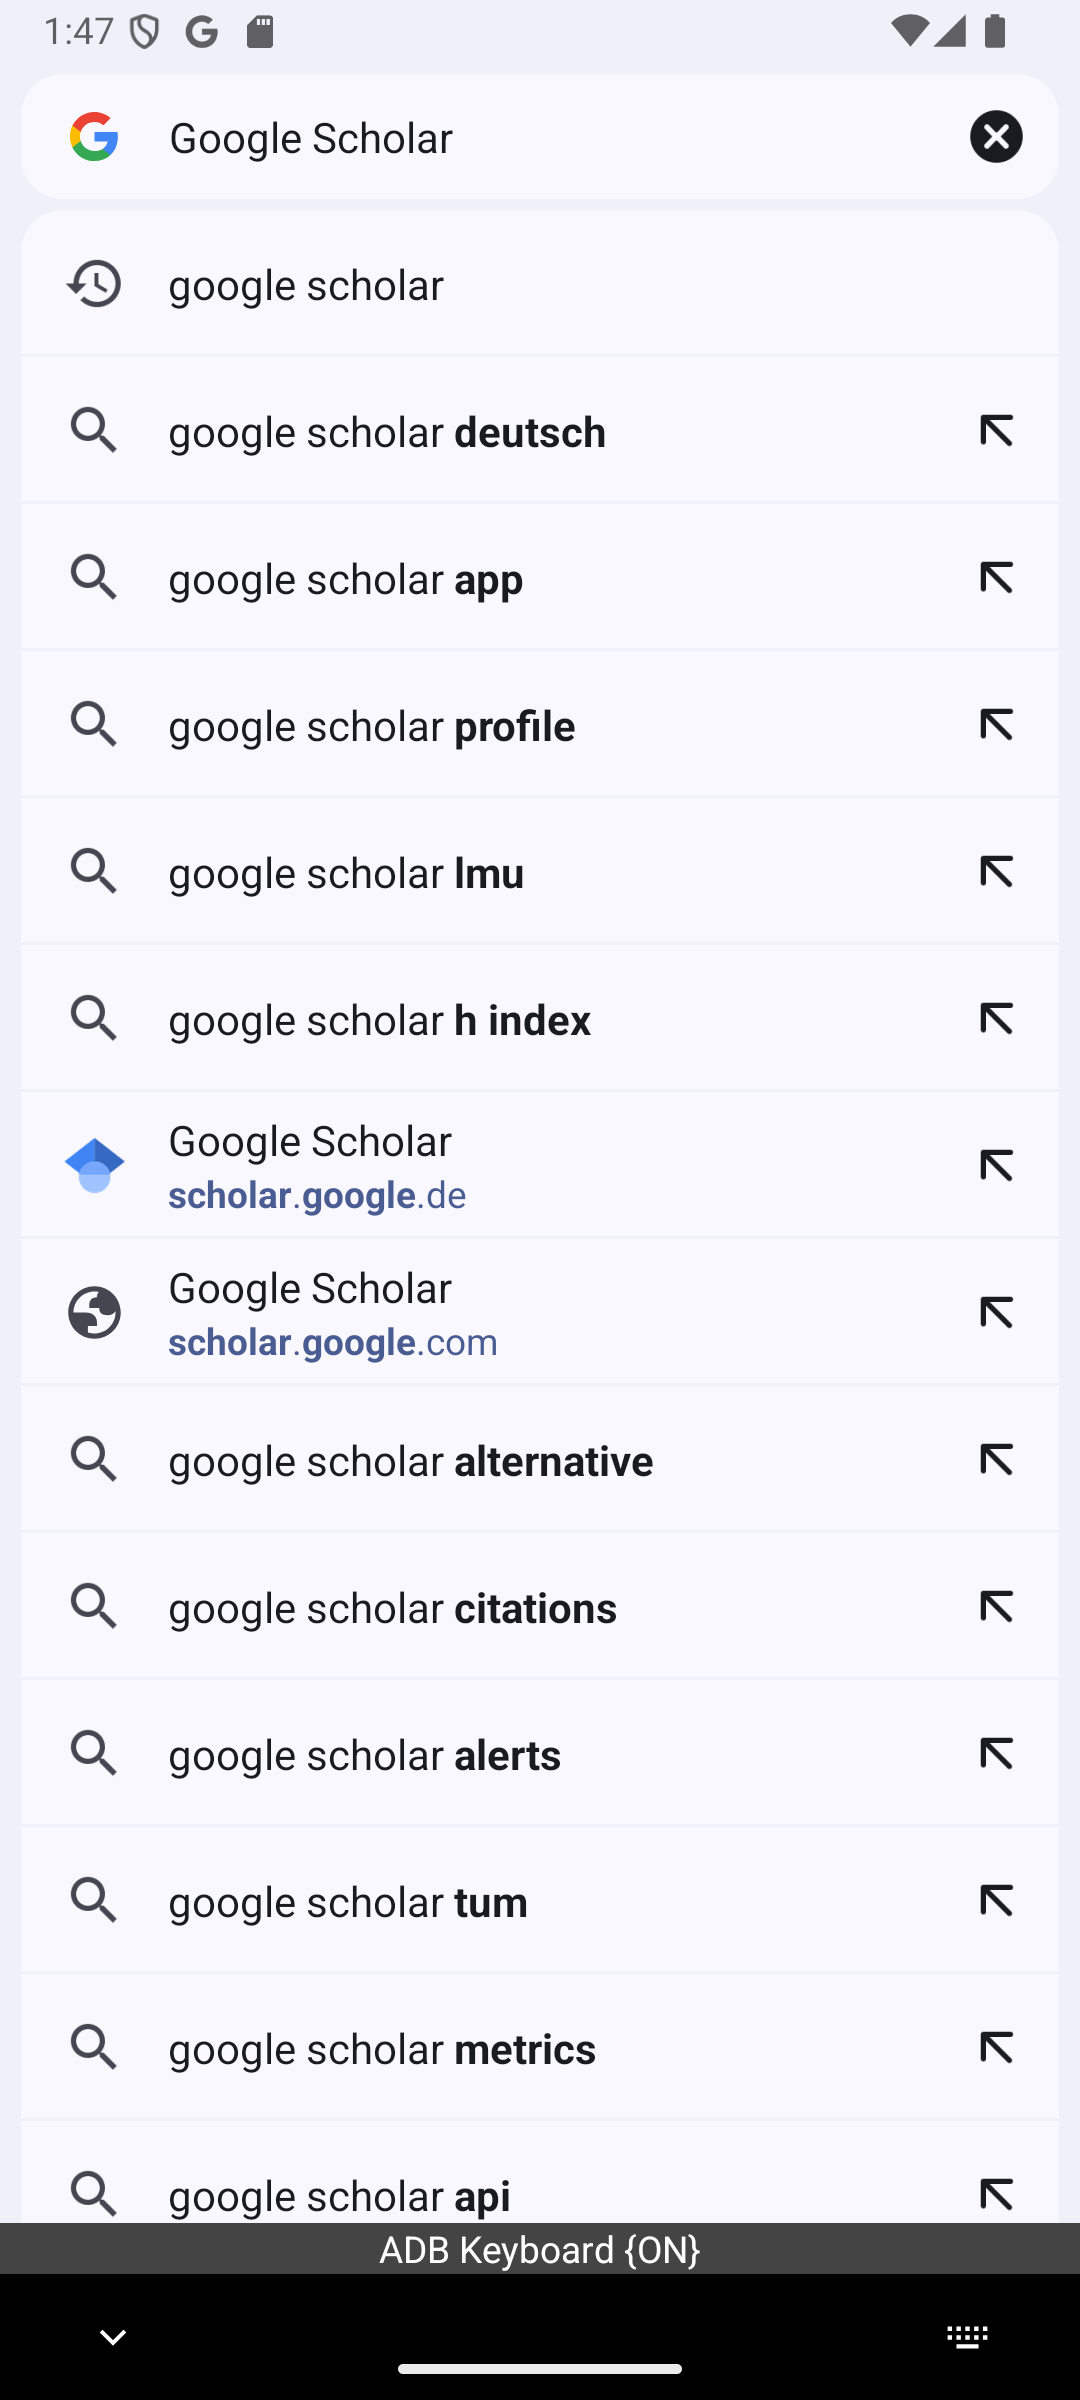 1:47
Google Scholar
google scholar
google scholar deutsch
google scholar app
google scholar profile
google scholar lmu
google scholar h index
Google Scholar
scholar.google.de
Google Scholar
scholar.google.com
google scholar alternative
google scholar citations
google scholar alerts
google scholar tum
google scholar metrics
google scholar api
ADB Keyboard {ON}